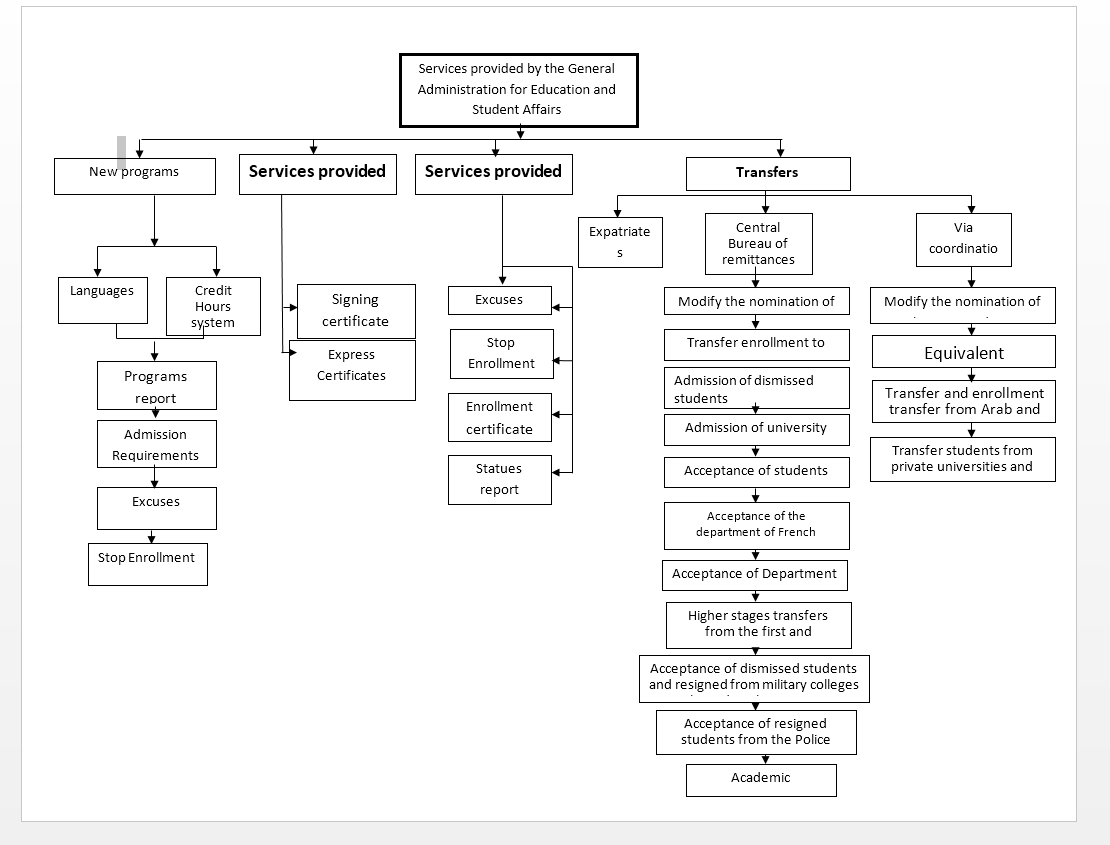 Services provided by the General
Administration for Education and
Student Affairs
New programs
Services provided
Services provided
Transfers
Expatriate
s
Central
Bureau of
remittances
Via
coordinatio
Languages
Credit
Hours
system
Signing
certificate
Express
Certificates
Excuses
Stop
Enrollment
Enrollment
certificate
Statues
report
Programs
report
Admission
Requirements
Excuses
Stop Enrollment
Modify the nomination of
Transfer enrollment to
Admission of dismissed
students
Admission of university
Acceptance of students
Acceptance of the
department of French
Acceptance of Department
Higher stages transfers
from the first and
Acceptance of dismissed students
and resigned from military colleges
Acceptance of resigned
students from the Police
Academic
Modify the nomination of
Equivalent
Transfer and enrollment
transfer from Arab and
Transfer students from
private universities and